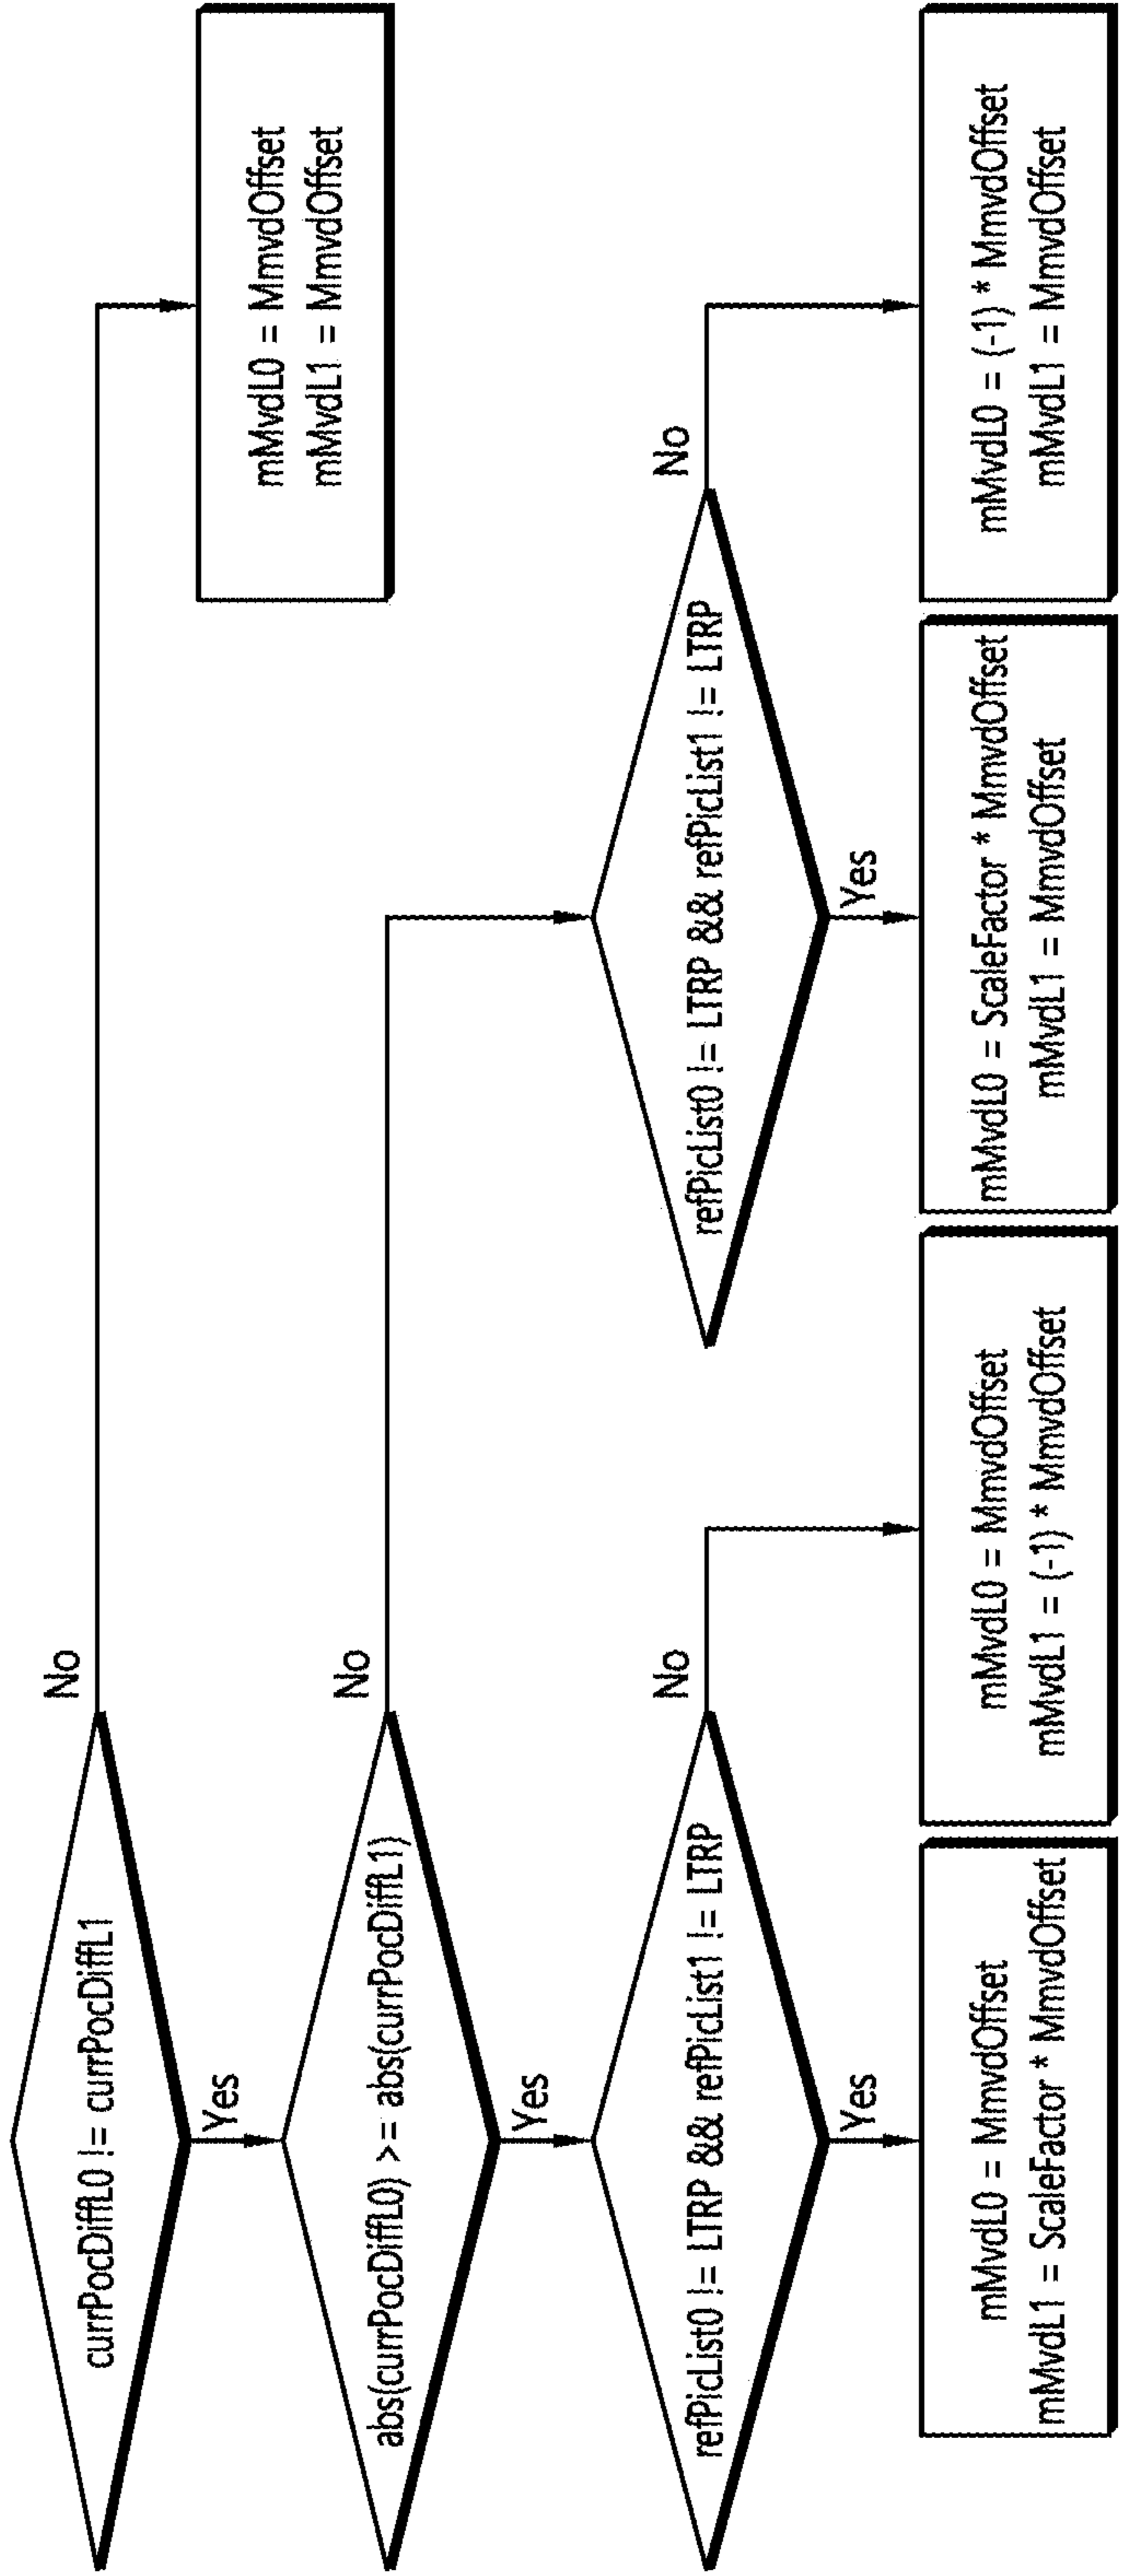 currPocDiffL0 != currPocDiffL1
No
Yes
mMvdL0 = MmvdOffset
mMvdL1 = MmvdOffset
abs(currPocDiffL0) >= abs(currPocDiffL1)
No
Yes
refPicList0 != LTRP && refPicList1 != LTRP
No
Yes
refPicList0 != LTRP && refPicList1 != LTRP
No
Yes
mMvdL0 = MmvdOffset
mMvdL1 = ScaleFactor * MmvdOffset
mMvdL0 = MmvdOffset
mMvdL1 = (-1) * MmvdOffset
mMvdL0 = ScaleFactor * MmvdOffset
mMvdL1 = MmvdOffset
mMvdL0 = (-1) * MmvdOffset
mMvdL1 = MmvdOffset